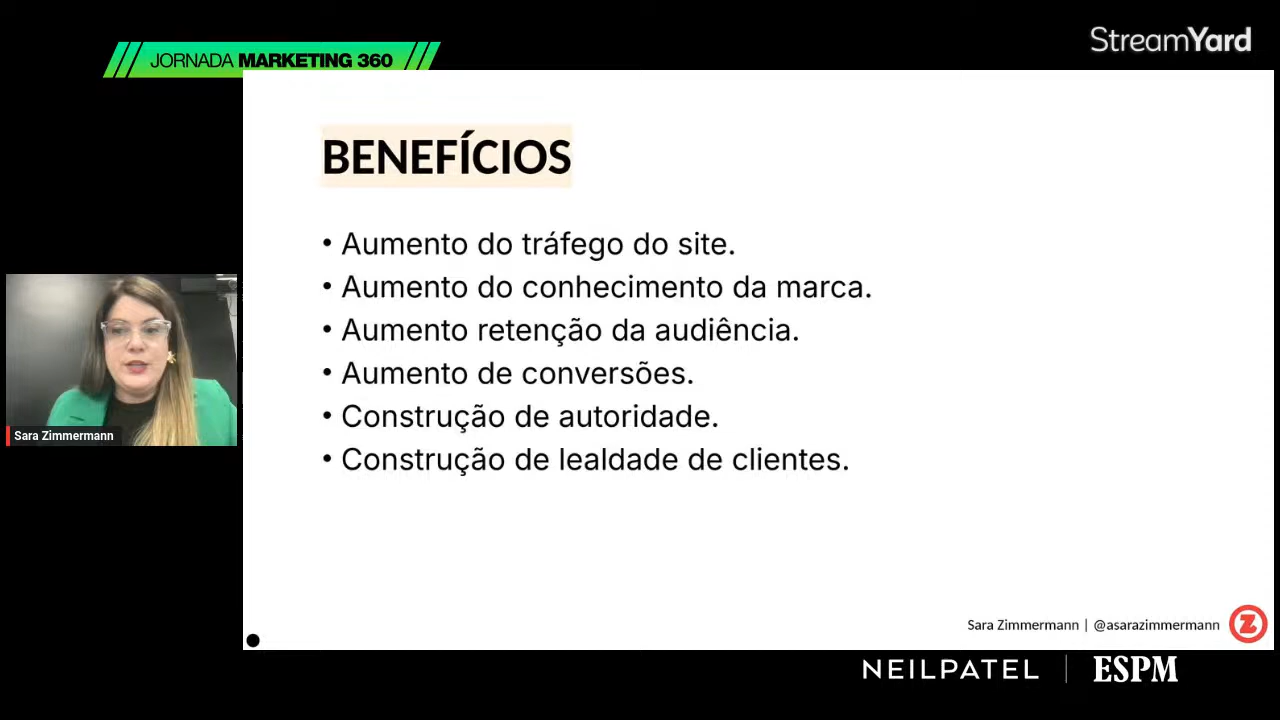 StreamYard
JORNADA MARKETING 360
BENEFÍCIOS
• Aumento do tráfego do site.
• Aumento do conhecimento da marca.
• Aumento retenção da audiência.
• Aumento de conversões.
• Construção de autoridade.
• Construção de lealdade de clientes.
Sara Zimmermann
Sara Zimmermann | @asarazimmermann
Z
NEILPATEL | ESPM